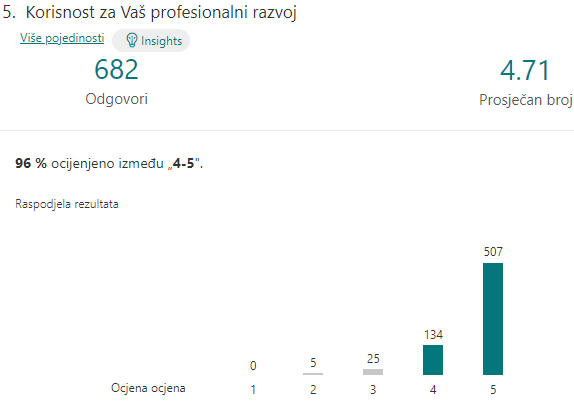 5. Korisnost za Vaš profesionalni razvoj
Više pojedinosti
Insights
682
Odgovori
4.71
Prosječan broj
96 % ocijenjeno između „4-5".
Raspodjela rezultata
0
5
25
134
507
Ocjena ocjena
1
2
3
4
5